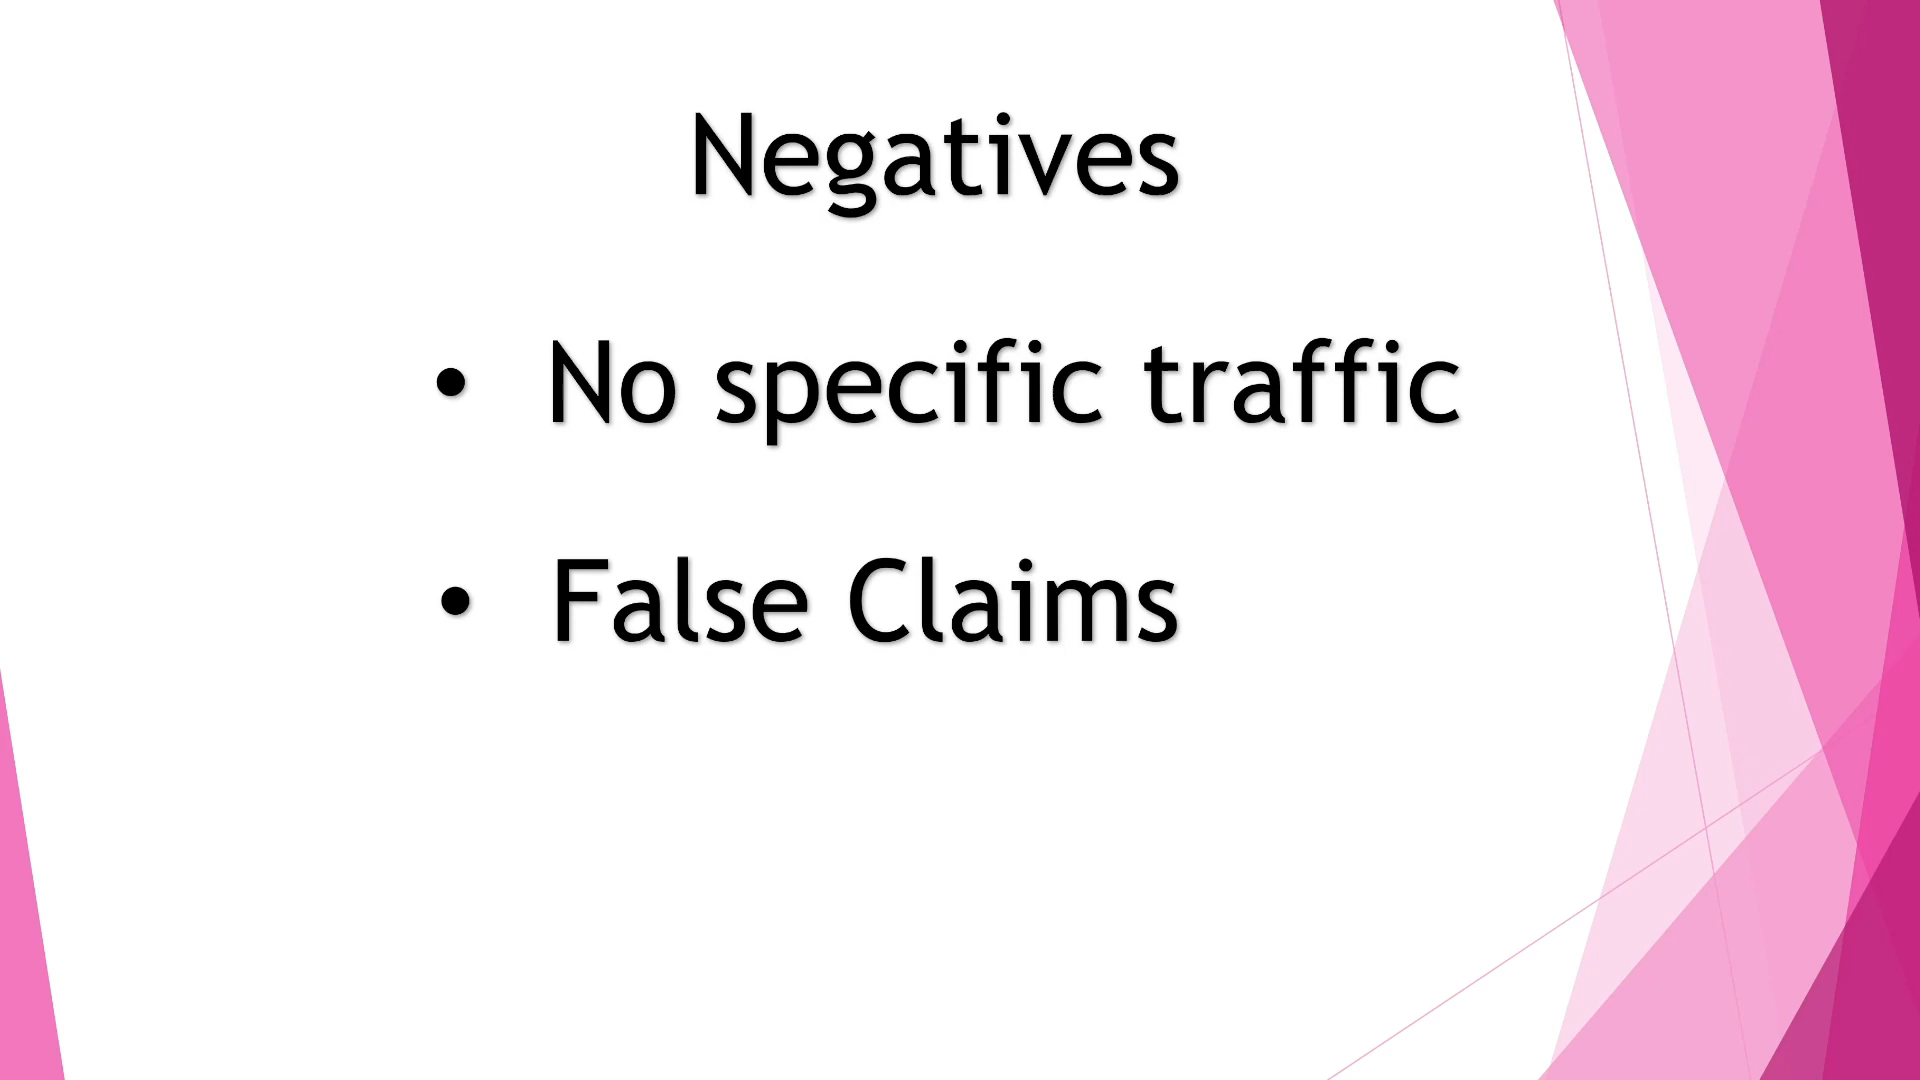 Negatives
• No specific traffic
• False Claims